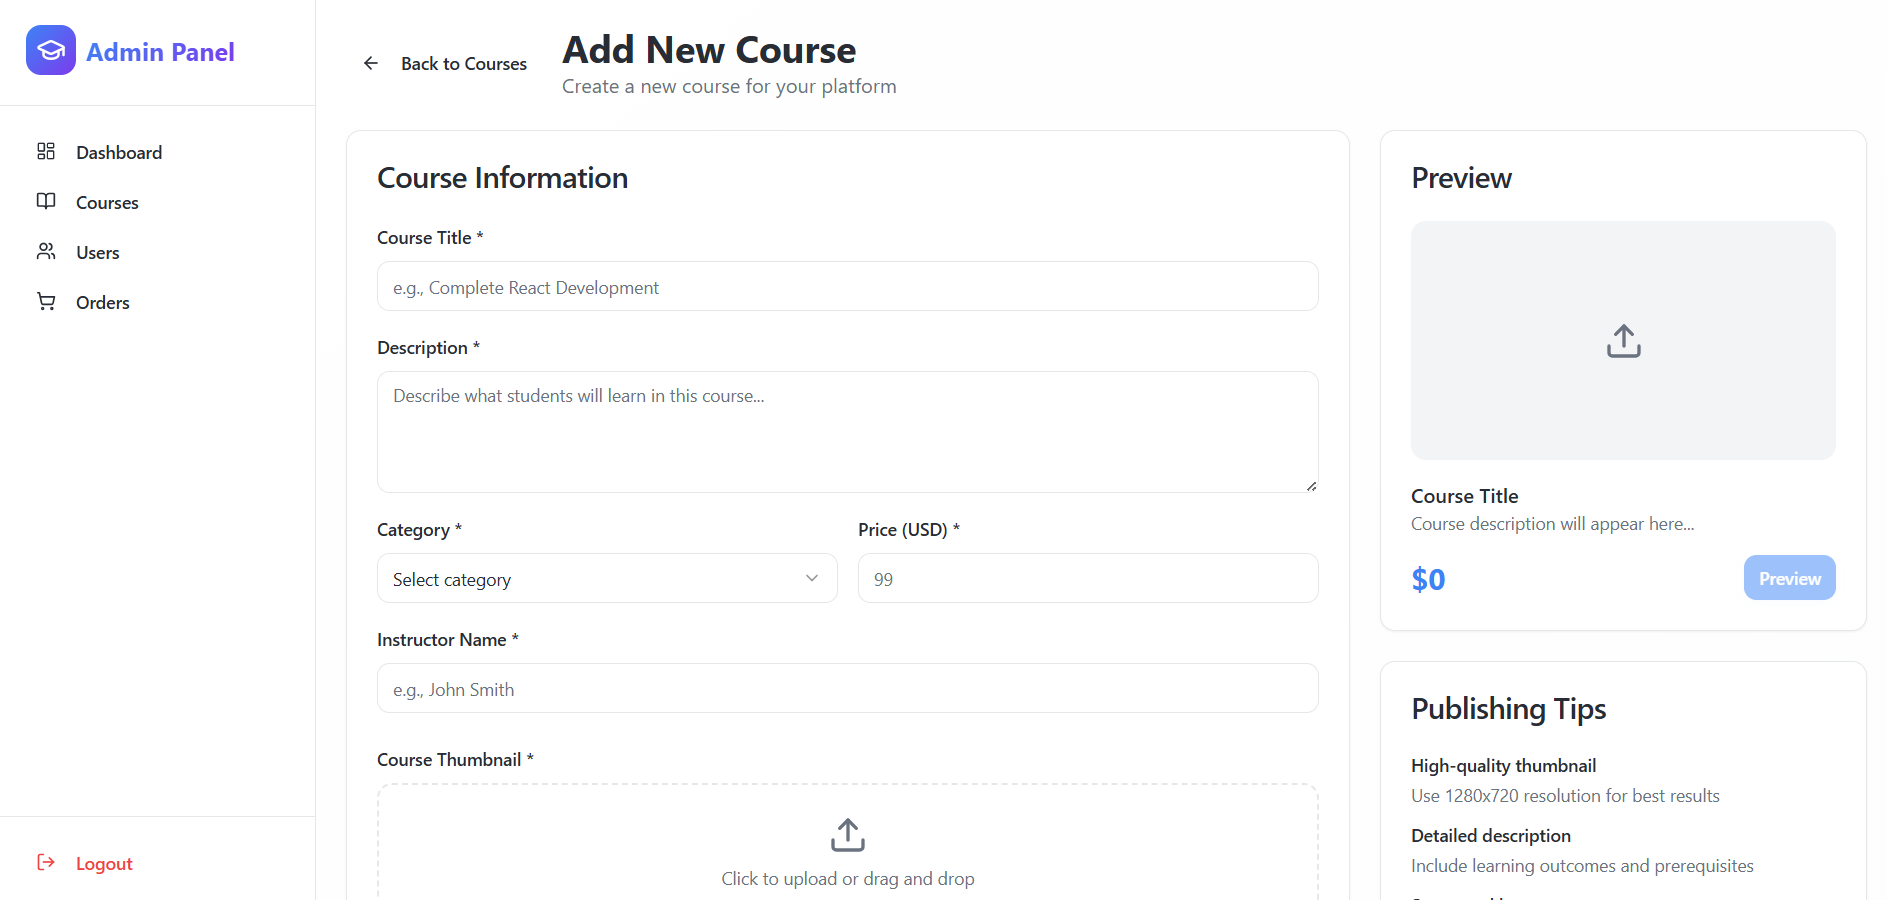 Admin Panel
Dashboard
Courses
Users
Orders
Logout
Back to Courses
Add New Course
Create a new course for your platform
Course Information
Course Title *
e.g., Complete React Development
Description *
Describe what students will learn in this course...
Category *
Select category
Price (USD) *
99
Instructor Name *
e.g., John Smith
Course Thumbnail *
Click to upload or drag and drop
Preview
Course Title
Course description will appear here...
$0
Preview
Publishing Tips
High-quality thumbnail
Use 1280x720 resolution for best results
Detailed description
Include learning outcomes and prerequisites